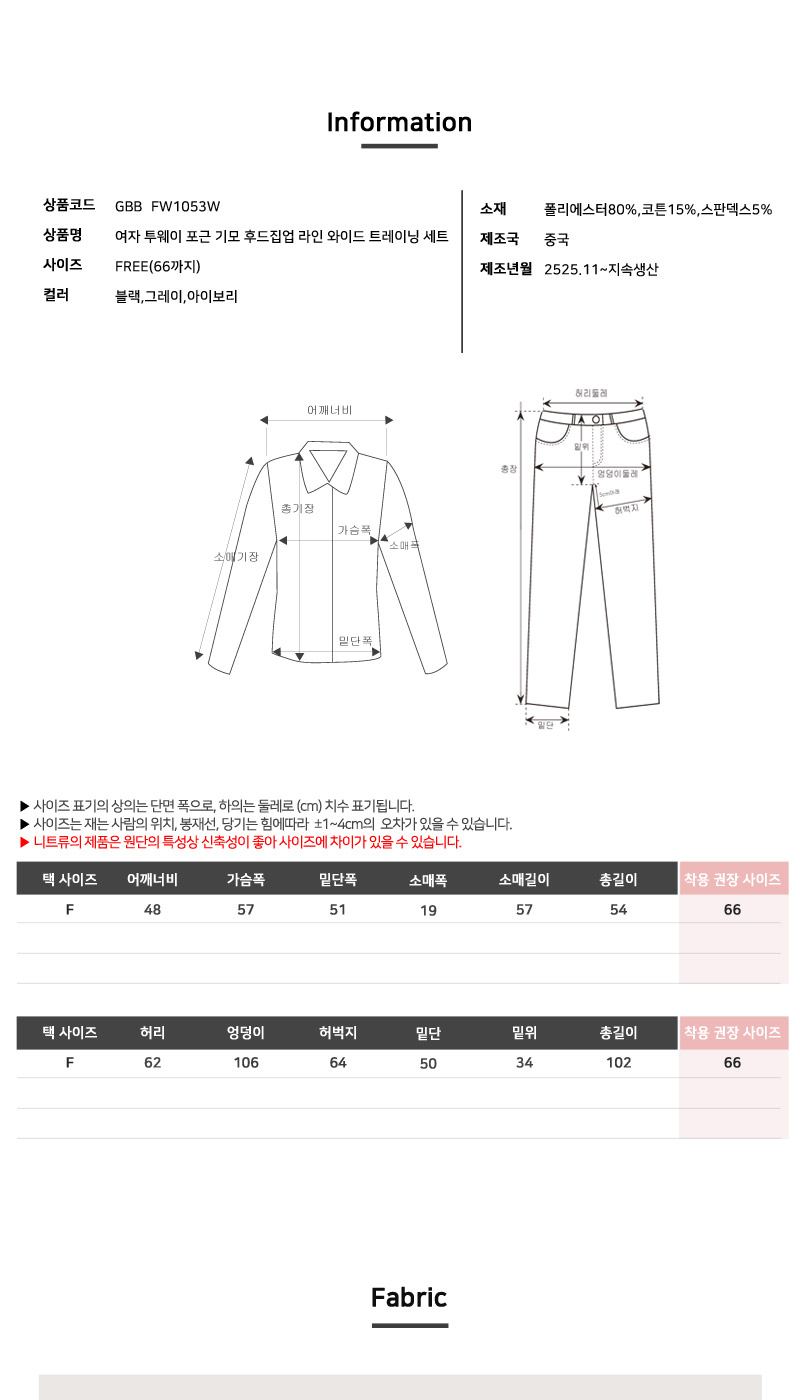 Information
상품코드 GBB FW1053W
상품명 여자 투웨이 포근 기모 후드집업 라인 와이드 트레이닝 세트
사이즈 FREE(66까지)
컬러 블랙,그레이,아이보리
소재 폴리에스터80%,코튼15%,스판덱스5%
제조국 중국
제조년월 2525.11~지속생산
어깨너비
총기장
가슴폭
소매폭
소매기장
밑단폭
허리둘레
밑위
총장
엉덩이둘레
5cm아래
허벅지
밑단
▶ 사이즈 표기의 상의는 단면 폭으로, 하의는 둘레로 (cm) 치수 표기됩니다.
▶ 사이즈는 재는 사람의 위치, 봉재선, 당기는 힘에따라 ±1~4cm의 오차가 있을 수 있습니다.
▶ 니트류의 제품은 원단의 특성상 신축성이 좋아 사이즈에 차이가 있을 수 있습니다.
택 사이즈 어깨너비 가슴폭 밑단폭 소매폭 소매길이 총길이 착용 권장 사이즈
F 48 57 51 19 57 54 66
택 사이즈 허리 엉덩이 허벅지 밑단 밑위 총길이 착용 권장 사이즈
F 62 106 64 50 34 102 66
Fabric